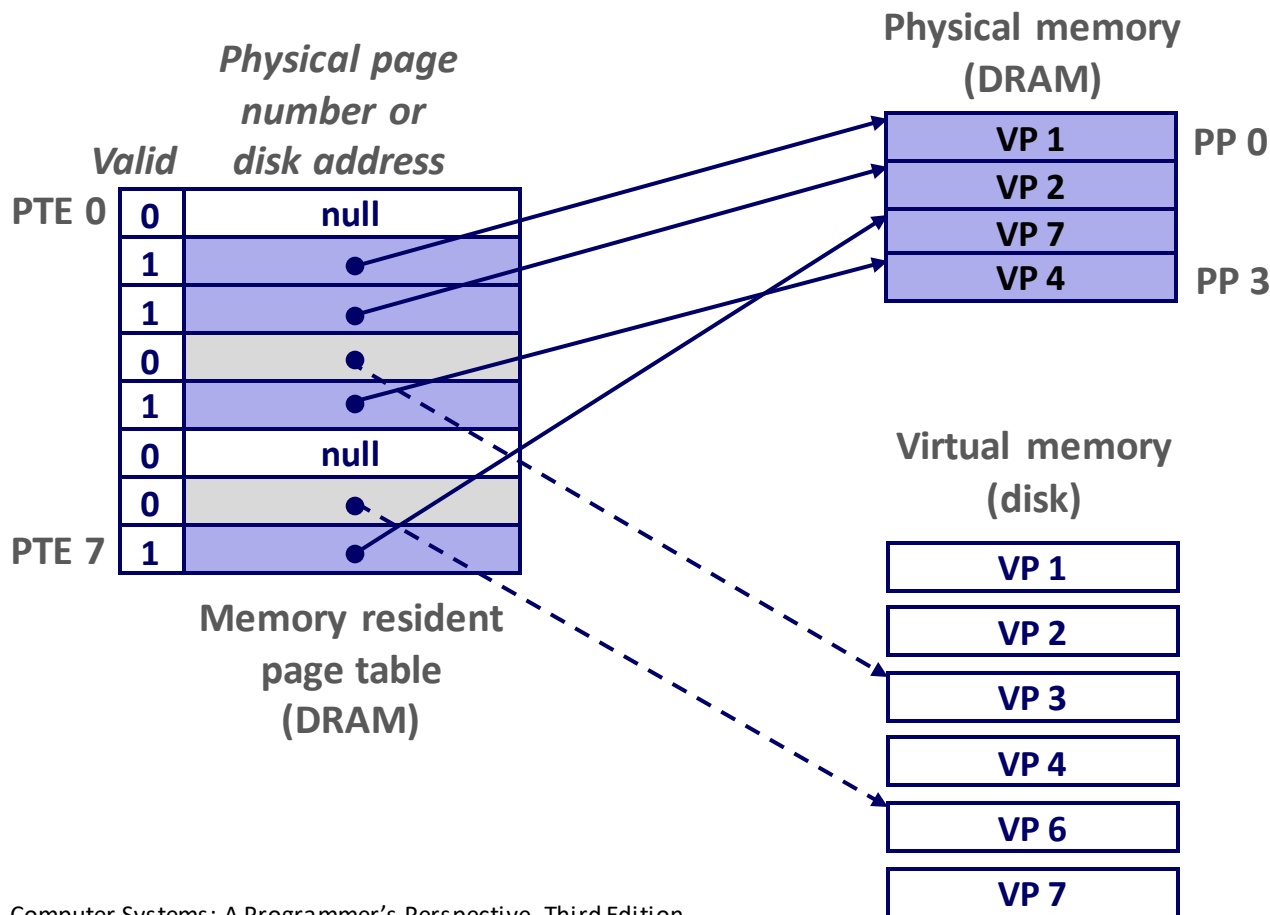 Physical page
number or
disk address
Valid
PTE 0
0
null
1
1
0
1
0
null
0
PTE 7
1
Memory resident
page table
(DRAM)
Physical memory
(DRAM)
VP 1
PP 0
VP 2
VP 7
VP 4
PP 3
Virtual memory
(disk)
VP 1
VP 2
VP 3
VP 4
VP 6
VP 7
Computer Systems: A Programmer's Perspective, Third Edition